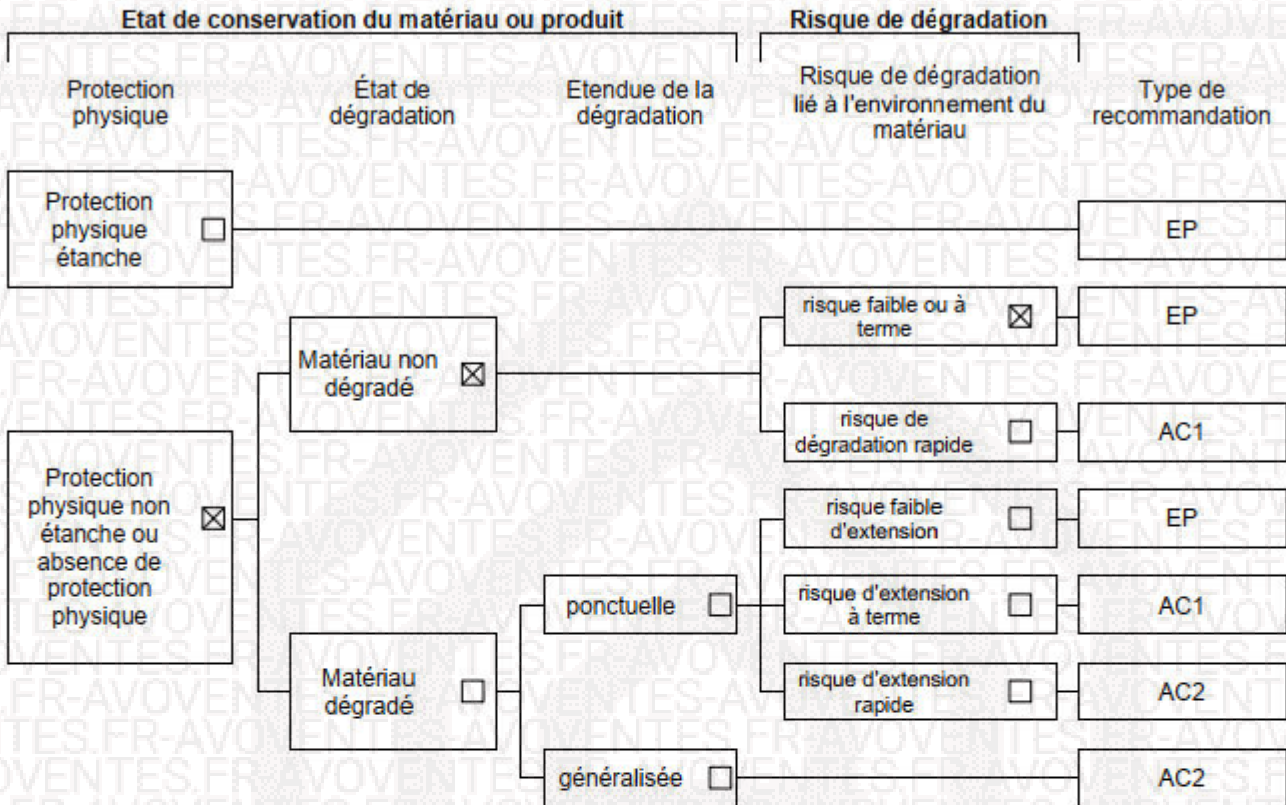 Etat de conservation du matériau ou produit
Risque de dégradation
Protection
physique
État de
dégradation
Etendue de la
dégradation
Risque de dégradation
lié à l'environnement du
matériau
Type de
recommandation
Protection
physique
étanche
EP
risque faible ou à
terme
EP
Matériau non
dégradé
risque de
dégradation rapide
AC1
Protection
physique non
étanche ou
absence de
protection
physique
risque faible
d'extension
EP
ponctuelle
risque d'extension
à terme
AC1
Matériau
dégradé
risque d'extension
rapide
AC2
généralisée
AC2